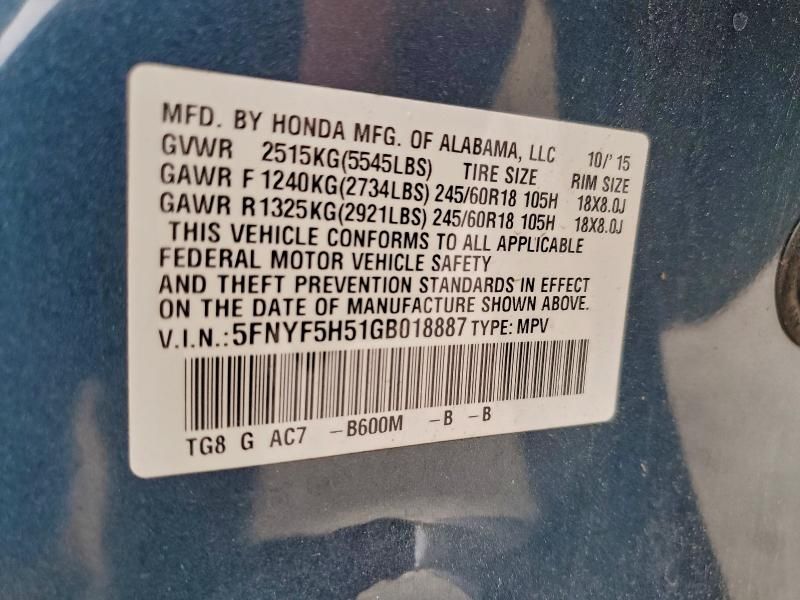 MFD. BY HONDA MFG. OF ALABAMA, LLC 10/'15
GVWR 2515KG(5545LBS) TIRE SIZE RIM SIZE
GAWR F 1240KG(2734LBS) 245/60R18 105H 18X8.0J
GAWR R 1325KG(2921LBS) 245/60R18 105H 18X8.0J
THIS VEHICLE CONFORMS TO ALL APPLICABLE
FEDERAL MOTOR VEHICLE SAFETY
AND THEFT PREVENTION STANDARDS IN EFFECT
ON THE DATE OF MANUFACTURE SHOWN ABOVE.
V.I.N.: 5FNYF5H51GB018887 TYPE: MPV
TG8 G AC7 -B600M -B -B